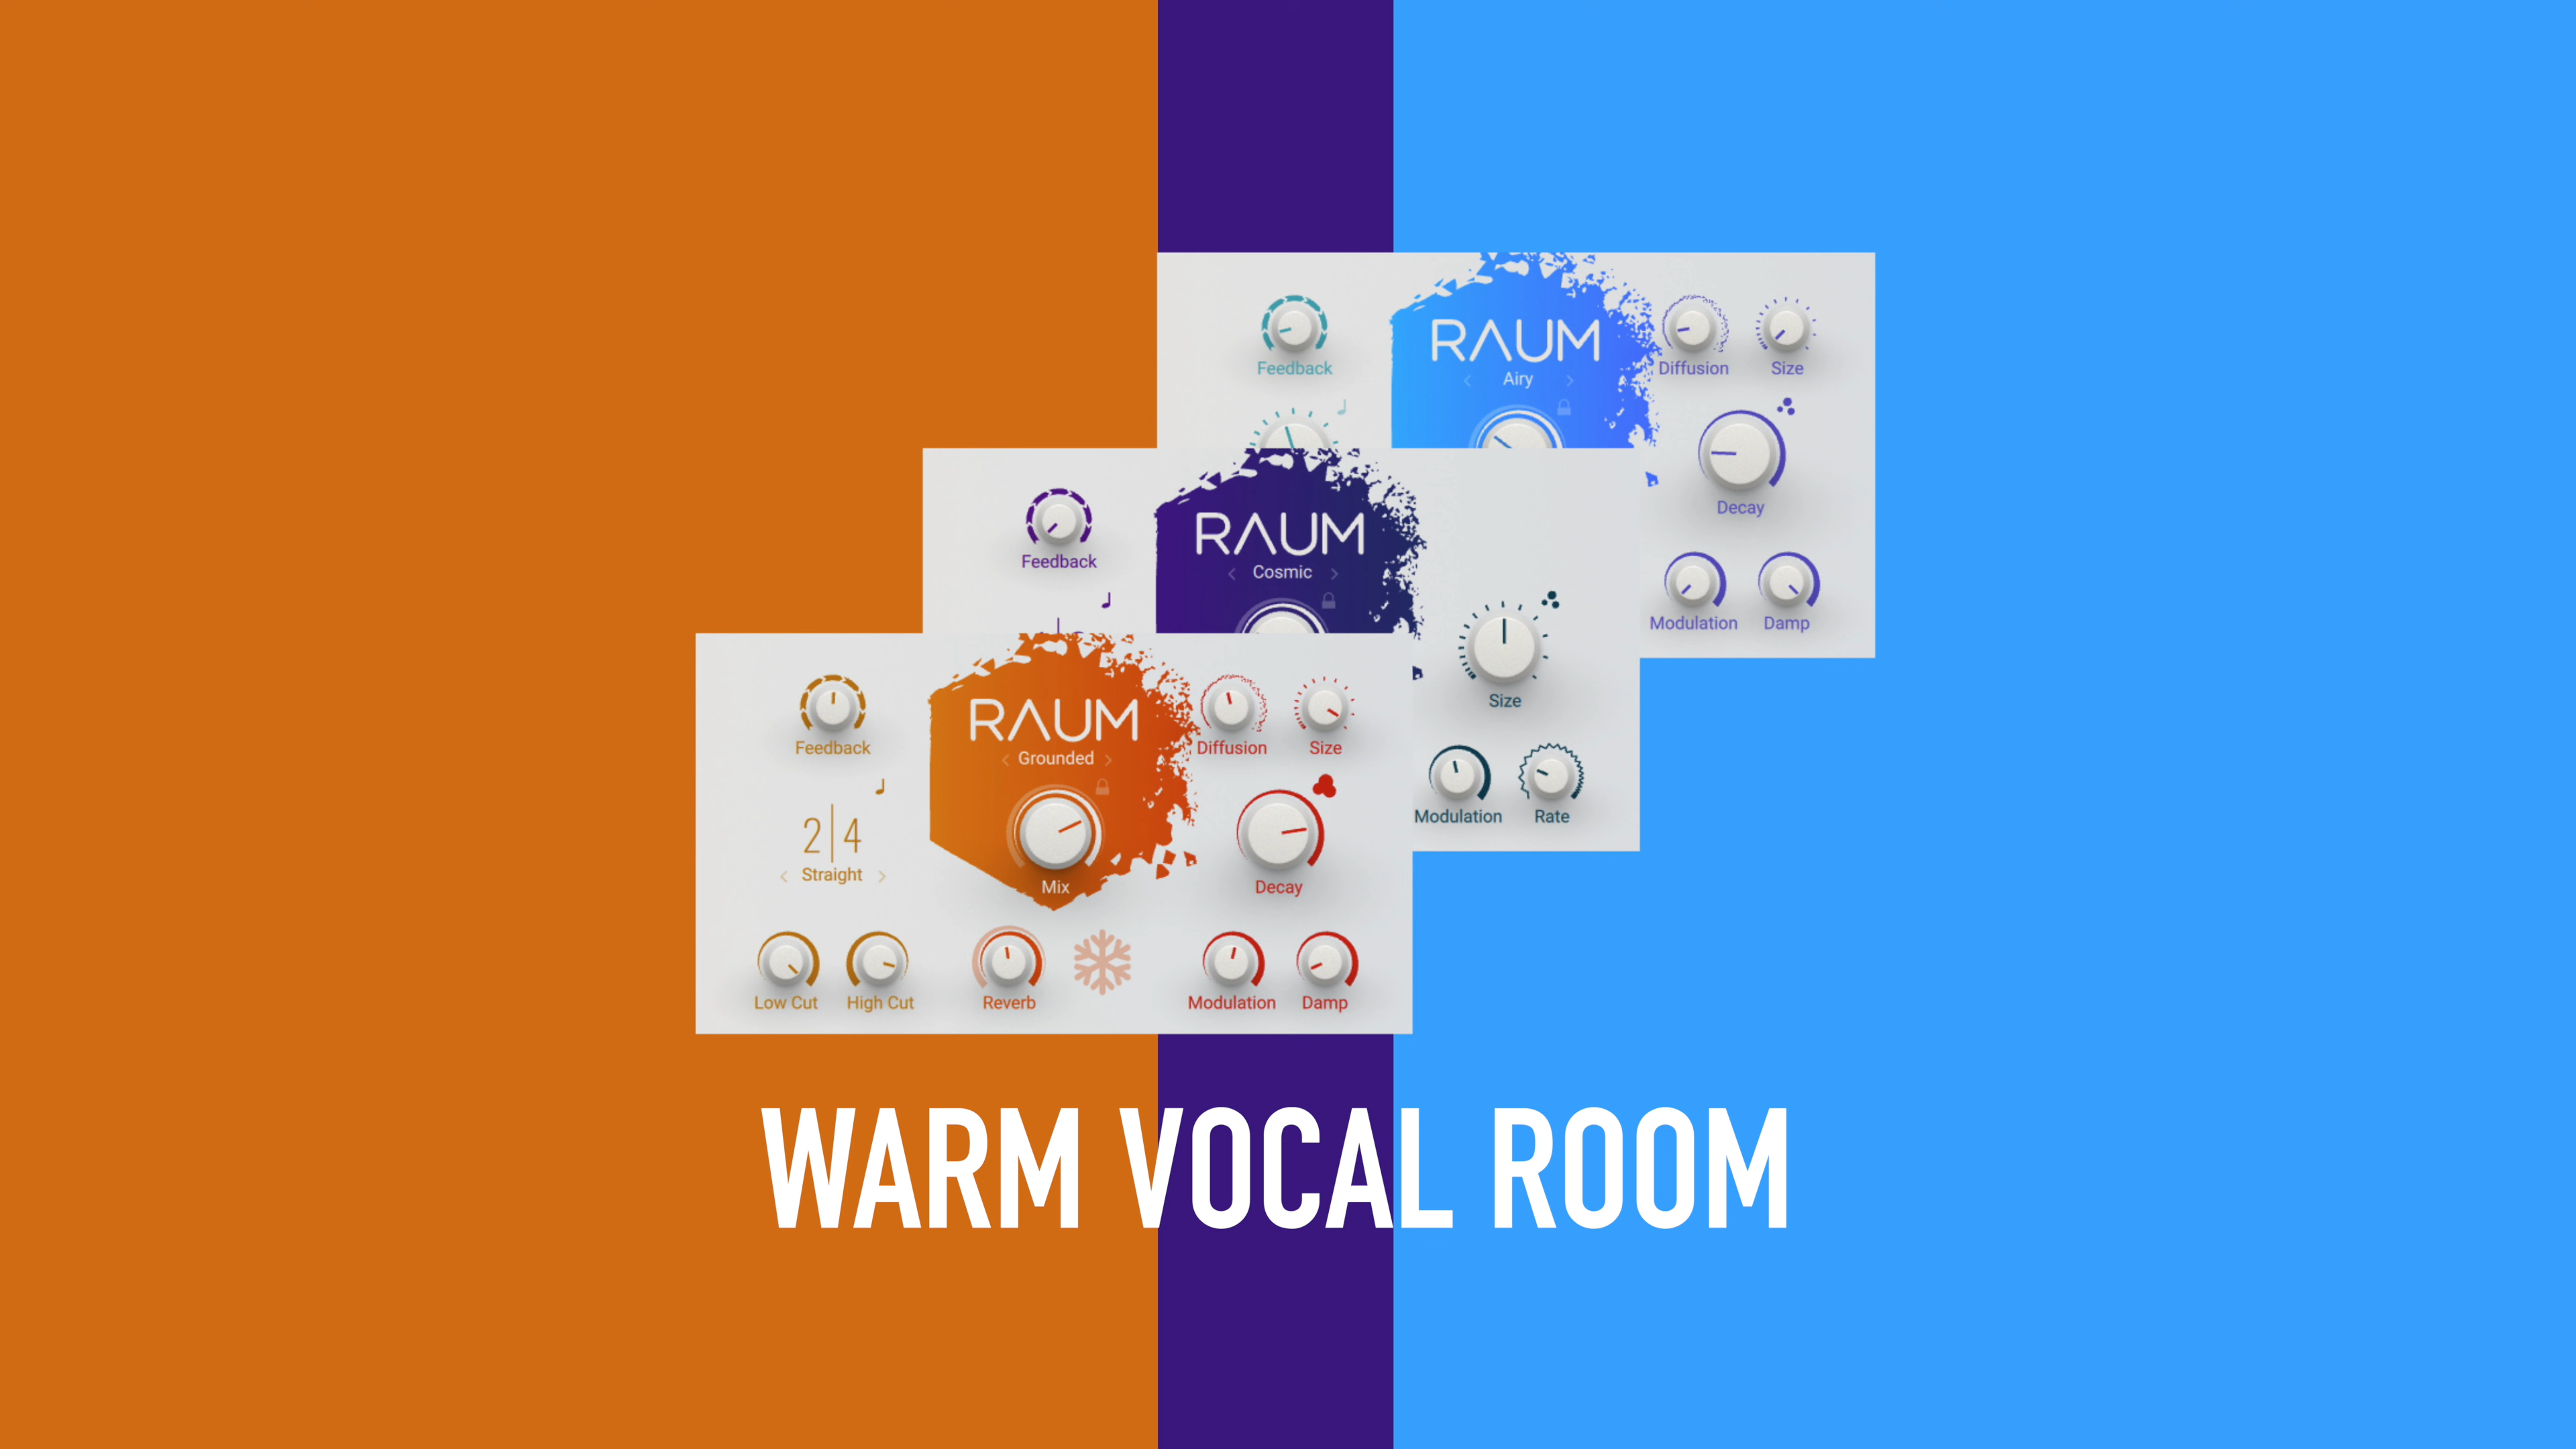 RAUM
Airy
Feedback
Diffusion Size
Decay
Modulation Damp
RAUM
Cosmic
Feedback
Size
Modulation Rate
RAUM
Grounded
Feedback
Diffusion Size
2|4
Straight
Mix
Decay
Low Cut High Cut Reverb Modulation Damp
WARM VOCAL ROOM